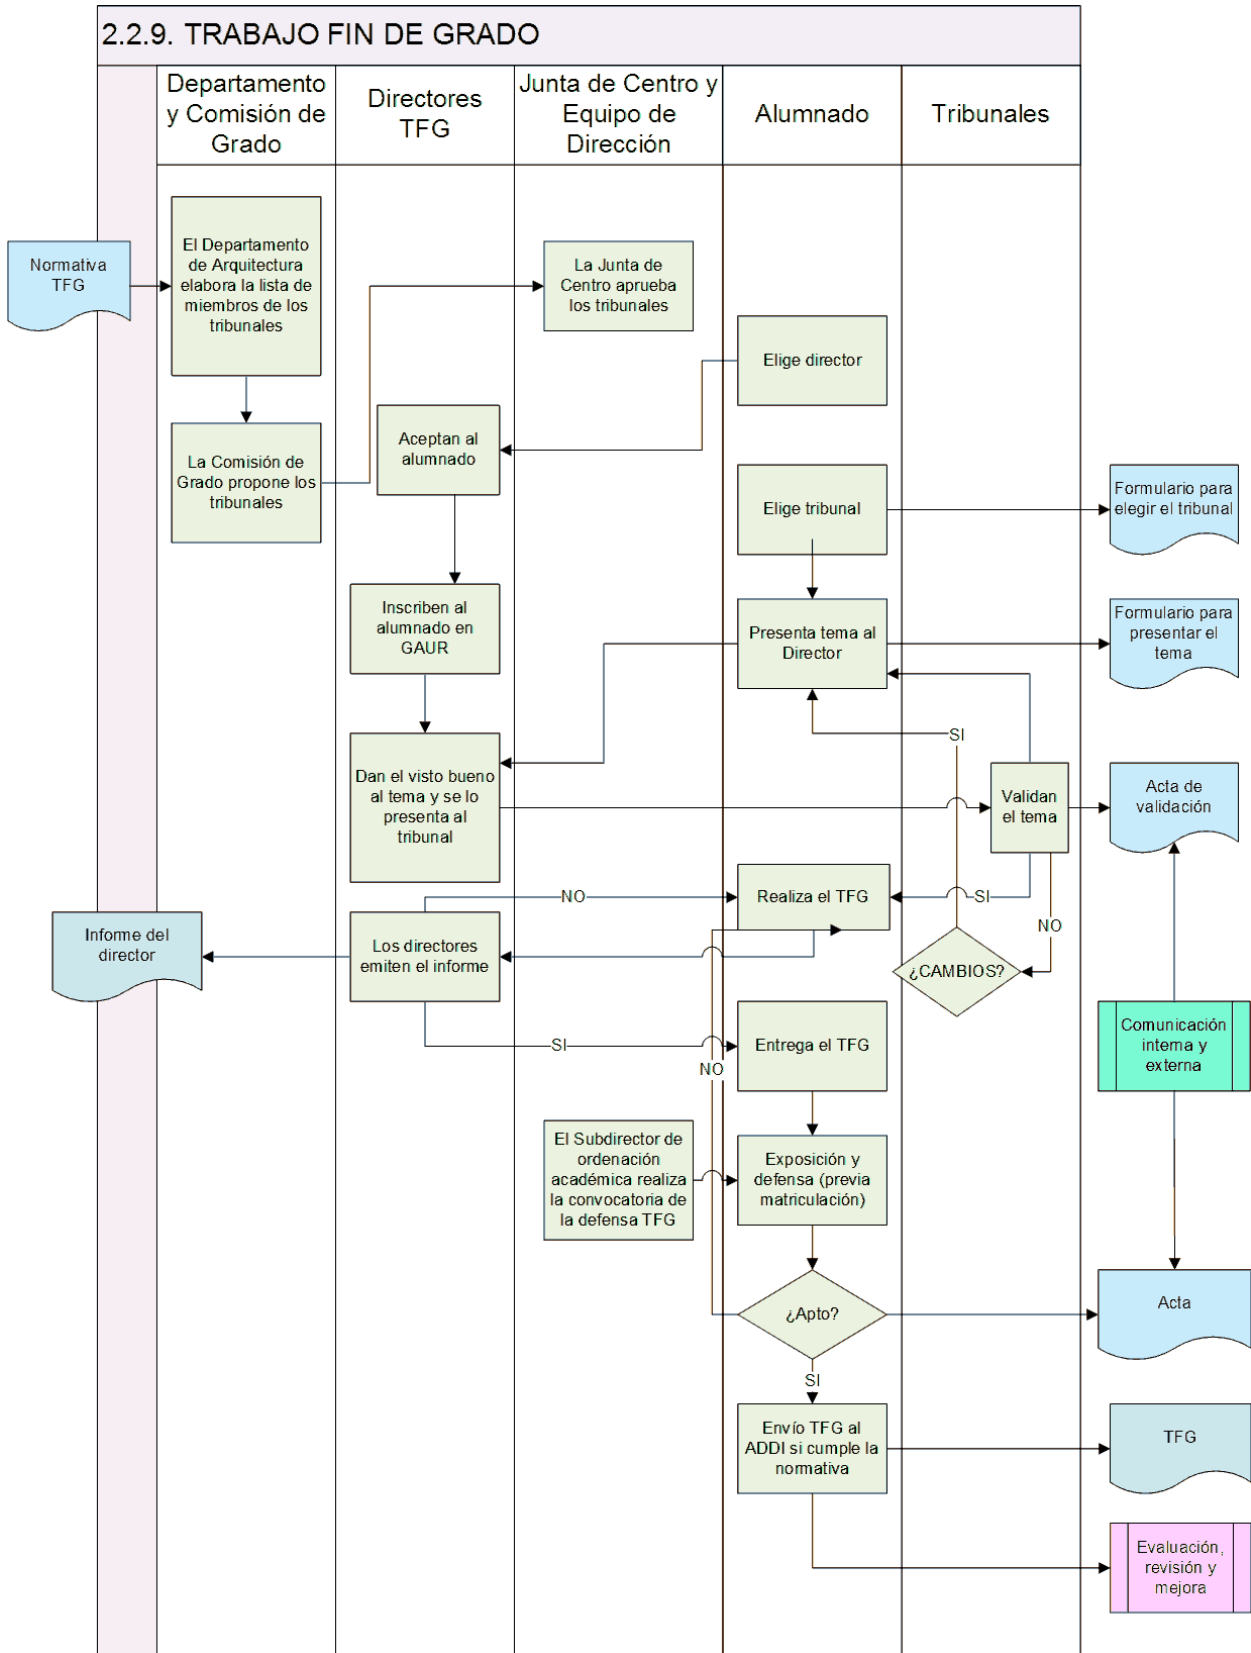 2.2.9. TRABAJO FIN DE GRADO
Departamento
y Comisión de
Grado
Directores
TFG
Junta de Centro y
Equipo de
Dirección
Alumnado
Tribunales
Normativa
TFG
El Departamento
de Arquitectura
elabora la lista de
miembros de los
tribunales
La Junta de
Centro aprueba
los tribunales
Elige director
Aceptan al
alumnado
La Comisión de
Grado propone los
tribunales
Elige tribunal
Formulario para
elegir el tribunal
Inscriben al
alumnado en
GAUR
Presenta tema al
Director
Formulario para
presentar el
tema
SI
Dan el visto bueno
al tema y se lo
presenta al
tribunal
Validan
el tema
Acta de
validación
NO
Realiza el TFG
SI
NO
Informe del
director
Los directores
emiten el informe
¿CAMBIOS?
SI
Entrega el TFG
NO
Comunicación
interna y
externa
El Subdirector de
ordenación
académica realiza
la convocatoria de
la defensa TFG
Exposición y
defensa (previa
matriculación)
¿Apto?
Acta
SI
Envío TFG al
ADDI si cumple la
normativa
TFG
Evaluación,
revisión y
mejora